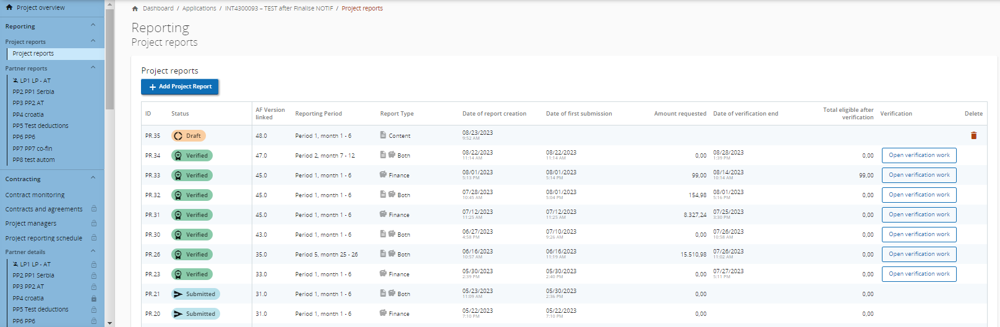 Project overview
Reporting
Project reports
Project reports
Partner reports
LP1 LP - AT
PP2 PP1 Serbia
PP3 PP2 AT
PP4 croatia
PP5 Test deductions
PP6 PP6
PP7 PP7 co-fin
PP8 test autom
Contracting
Contract monitoring
Contracts and agreements
Project managers
Project reporting schedule
Partner details
LP1 LP - AT
PP2 PP1 Serbia
PP3 PP2 AT
PP4 croatia
PP5 Test deductions
PP6 PP6
Dashboard / Applications / INT4300093 – TEST after Finalise NOTIF / Project reports
Reporting
Project reports
Project reports
+ Add Project Report
ID Status AF Version linked Reporting Period Report Type Date of report creation Date of first submission Amount requested Date of verification end Total eligible after verification Verification Delete
PR.35 Draft 48.0 Period 1, month 1 - 6 Content 08/23/2023 9:52 AM
PR.34 Verified 47.0 Period 2, month 7 - 12 Both 08/22/2023 11:14 AM 08/22/2023 11:14 AM 0,00 08/28/2023 1:39 PM 0,00 Open verification work
PR.33 Verified 45.0 Period 1, month 1 - 6 Finance 08/01/2023 5:13 PM 08/01/2023 5:14 PM 99,00 08/14/2023 10:14 AM 99,00 Open verification work
PR.32 Verified 45.0 Period 1, month 1 - 6 Both 07/28/2023 10:45 AM 08/01/2023 5:04 PM 154,98 08/01/2023 5:16 PM 0,00 Open verification work
PR.31 Verified 45.0 Period 1, month 1 - 6 Finance 07/12/2023 11:25 AM 07/12/2023 11:25 AM 8.327,24 07/25/2023 3:30 PM 0,00 Open verification work
PR.30 Verified 43.0 Period 1, month 1 - 6 Both 06/27/2023 4:58 PM 07/10/2023 9:26 AM 0,00 07/26/2023 10:58 AM 0,00 Open verification work
PR.26 Verified 35.0 Period 5, month 25 - 26 Both 06/16/2023 10:57 AM 06/16/2023 11:19 AM 15.510,98 07/26/2023 11:02 AM 0,00 Open verification work
PR.23 Verified 33.0 Period 1, month 1 - 6 Finance 05/30/2023 2:39 PM 05/30/2023 2:40 PM 0,00 07/27/2023 5:11 PM 0,00 Open verification work
PR.21 Submitted 31.0 Period 1, month 1 - 6 Both 05/23/2023 11:09 AM 05/30/2023 2:36 PM 0,00 0,00
PR.20 Submitted 31.0 Period 1, month 1 - 6 Finance 05/22/2023 7:10 PM 05/22/2023 7:10 PM 0,00 0,00